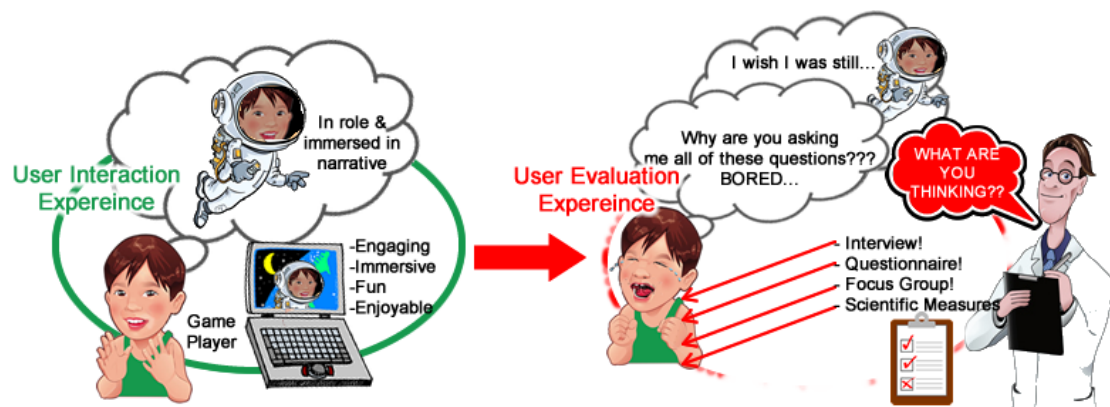 In role &
immersed in
narrative
User Interaction
Expereince
-Engaging
-Immersive
-Fun
-Enjoyable
Game
Player
I wish I was still...
Why are you asking
me all of these questions???
BORED...
User Evaluation
Expereince
WHAT ARE
YOU
THINKING??
- Interview!
- Questionnaire!
- Focus Group!
- Scientific Measures